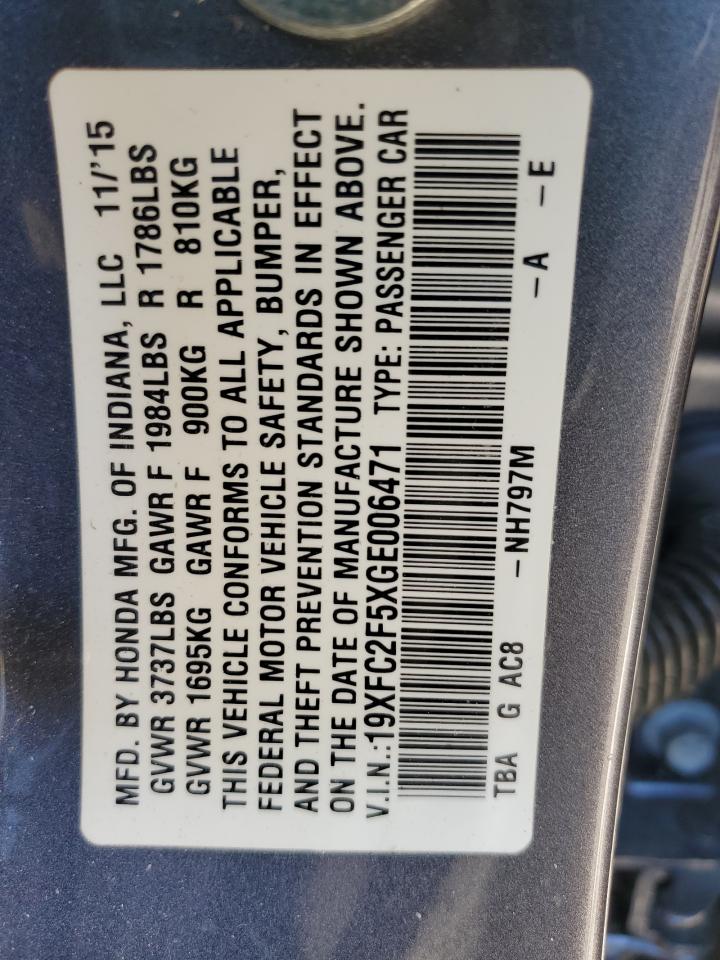 MFD. BY HONDA MFG. OF INDIANA, LLC 11/'15
GVWR 3737LBS GAWR F 1984LBS R 1786LBS
GVWR 1695KG GAWR F 900KG R 810KG
THIS VEHICLE CONFORMS TO ALL APPLICABLE
FEDERAL MOTOR VEHICLE SAFETY, BUMPER,
AND THEFT PREVENTION STANDARDS IN EFFECT
ON THE DATE OF MANUFACTURE SHOWN ABOVE.
V.I.N.:19XFC2F5XGE006471 TYPE: PASSENGER CAR
TBA G AC8 -NH797M -A -E